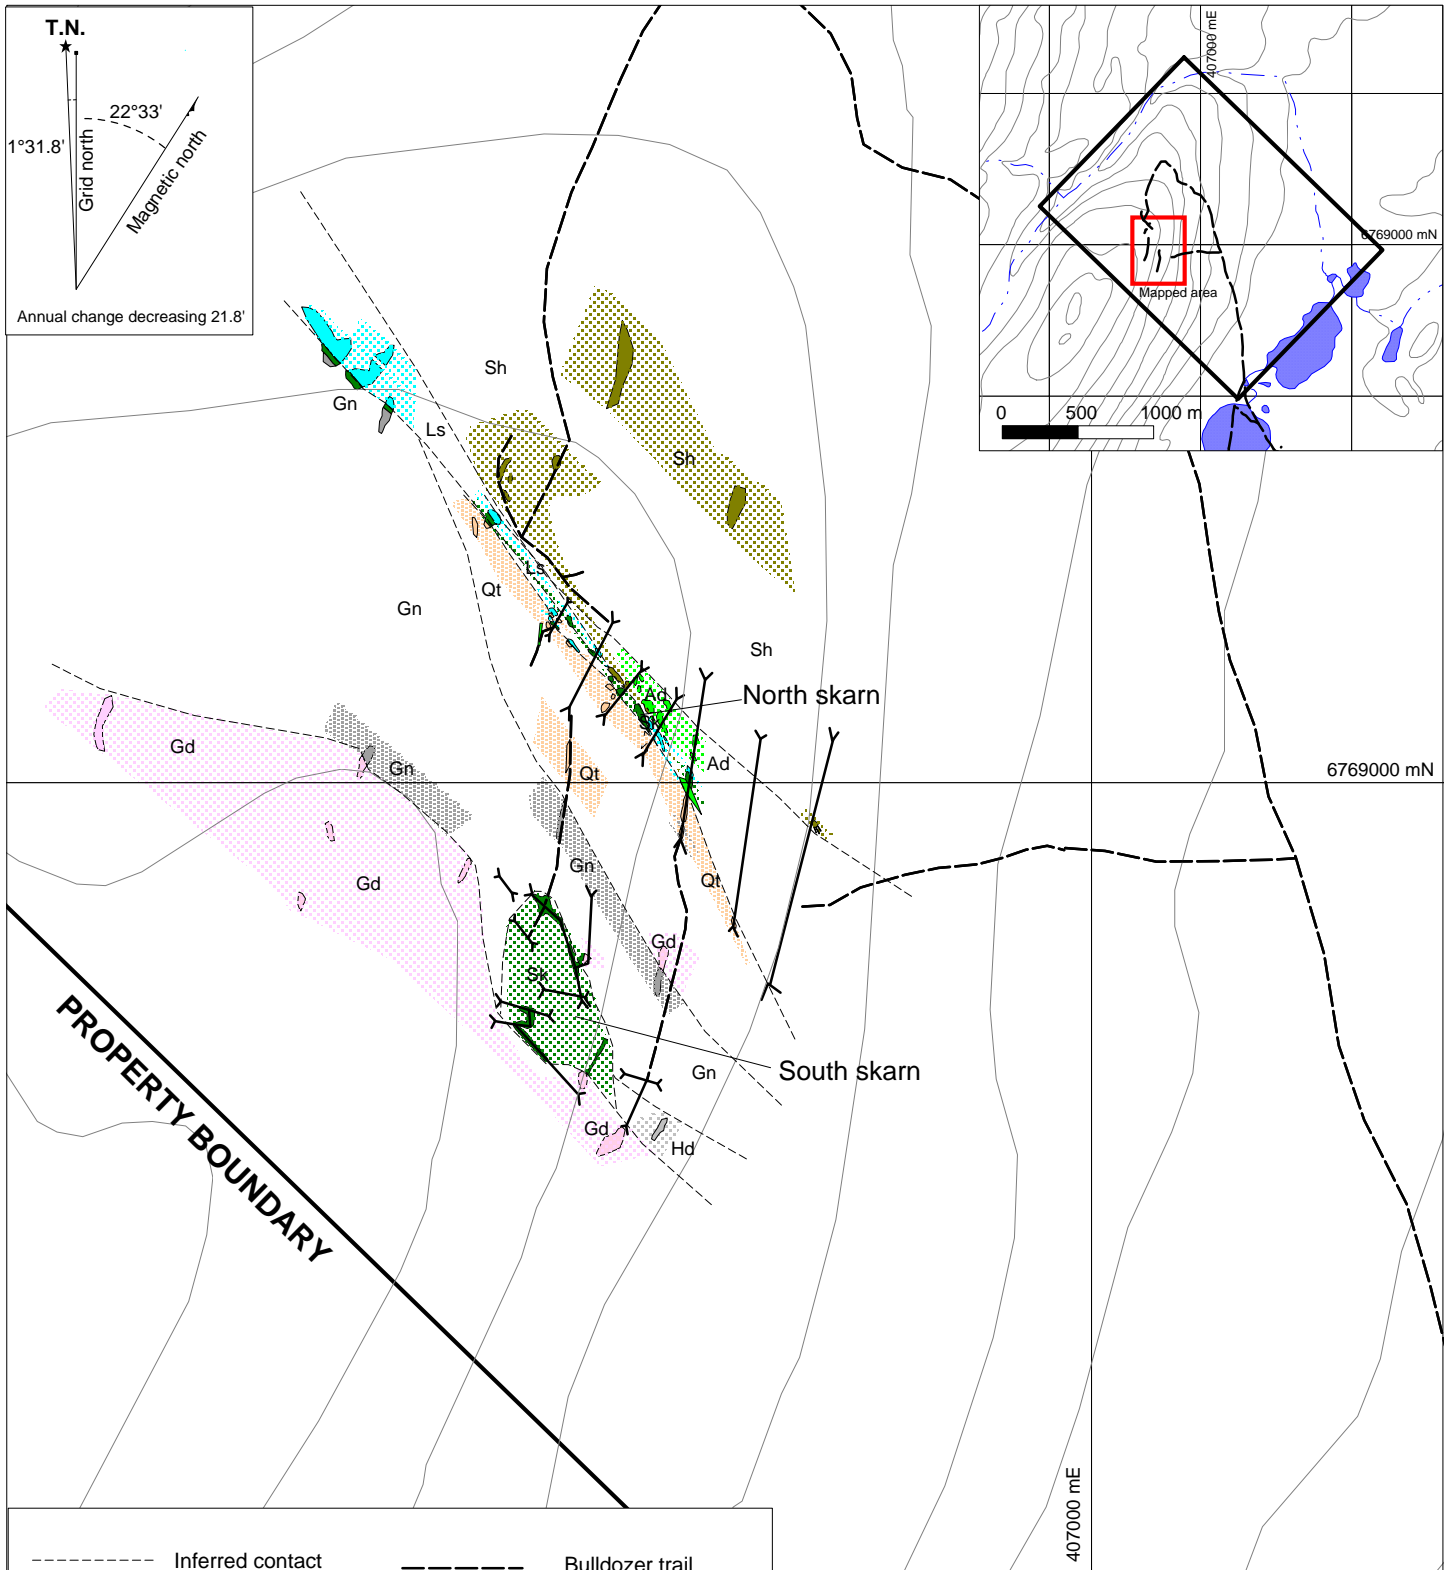 T.N.
22°33'
1°31.8'
Grid north
Magnetic north
Annual change decreasing 21.8'
407000 mE
6769000 mN
Mapped area
0 500 1000 m
Sh
Gn
Ls
Sh
Ls
Qt
Gn
Sh
Ad
North skarn
Gd
Gn
Qt
Ad
6769000 mN
Gn
Gd
Qt
Gd
Sk
South skarn
Gn
Gd
Hd
PROPERTY BOUNDARY
407000 mE
Inferred contact
Bulldozer trail